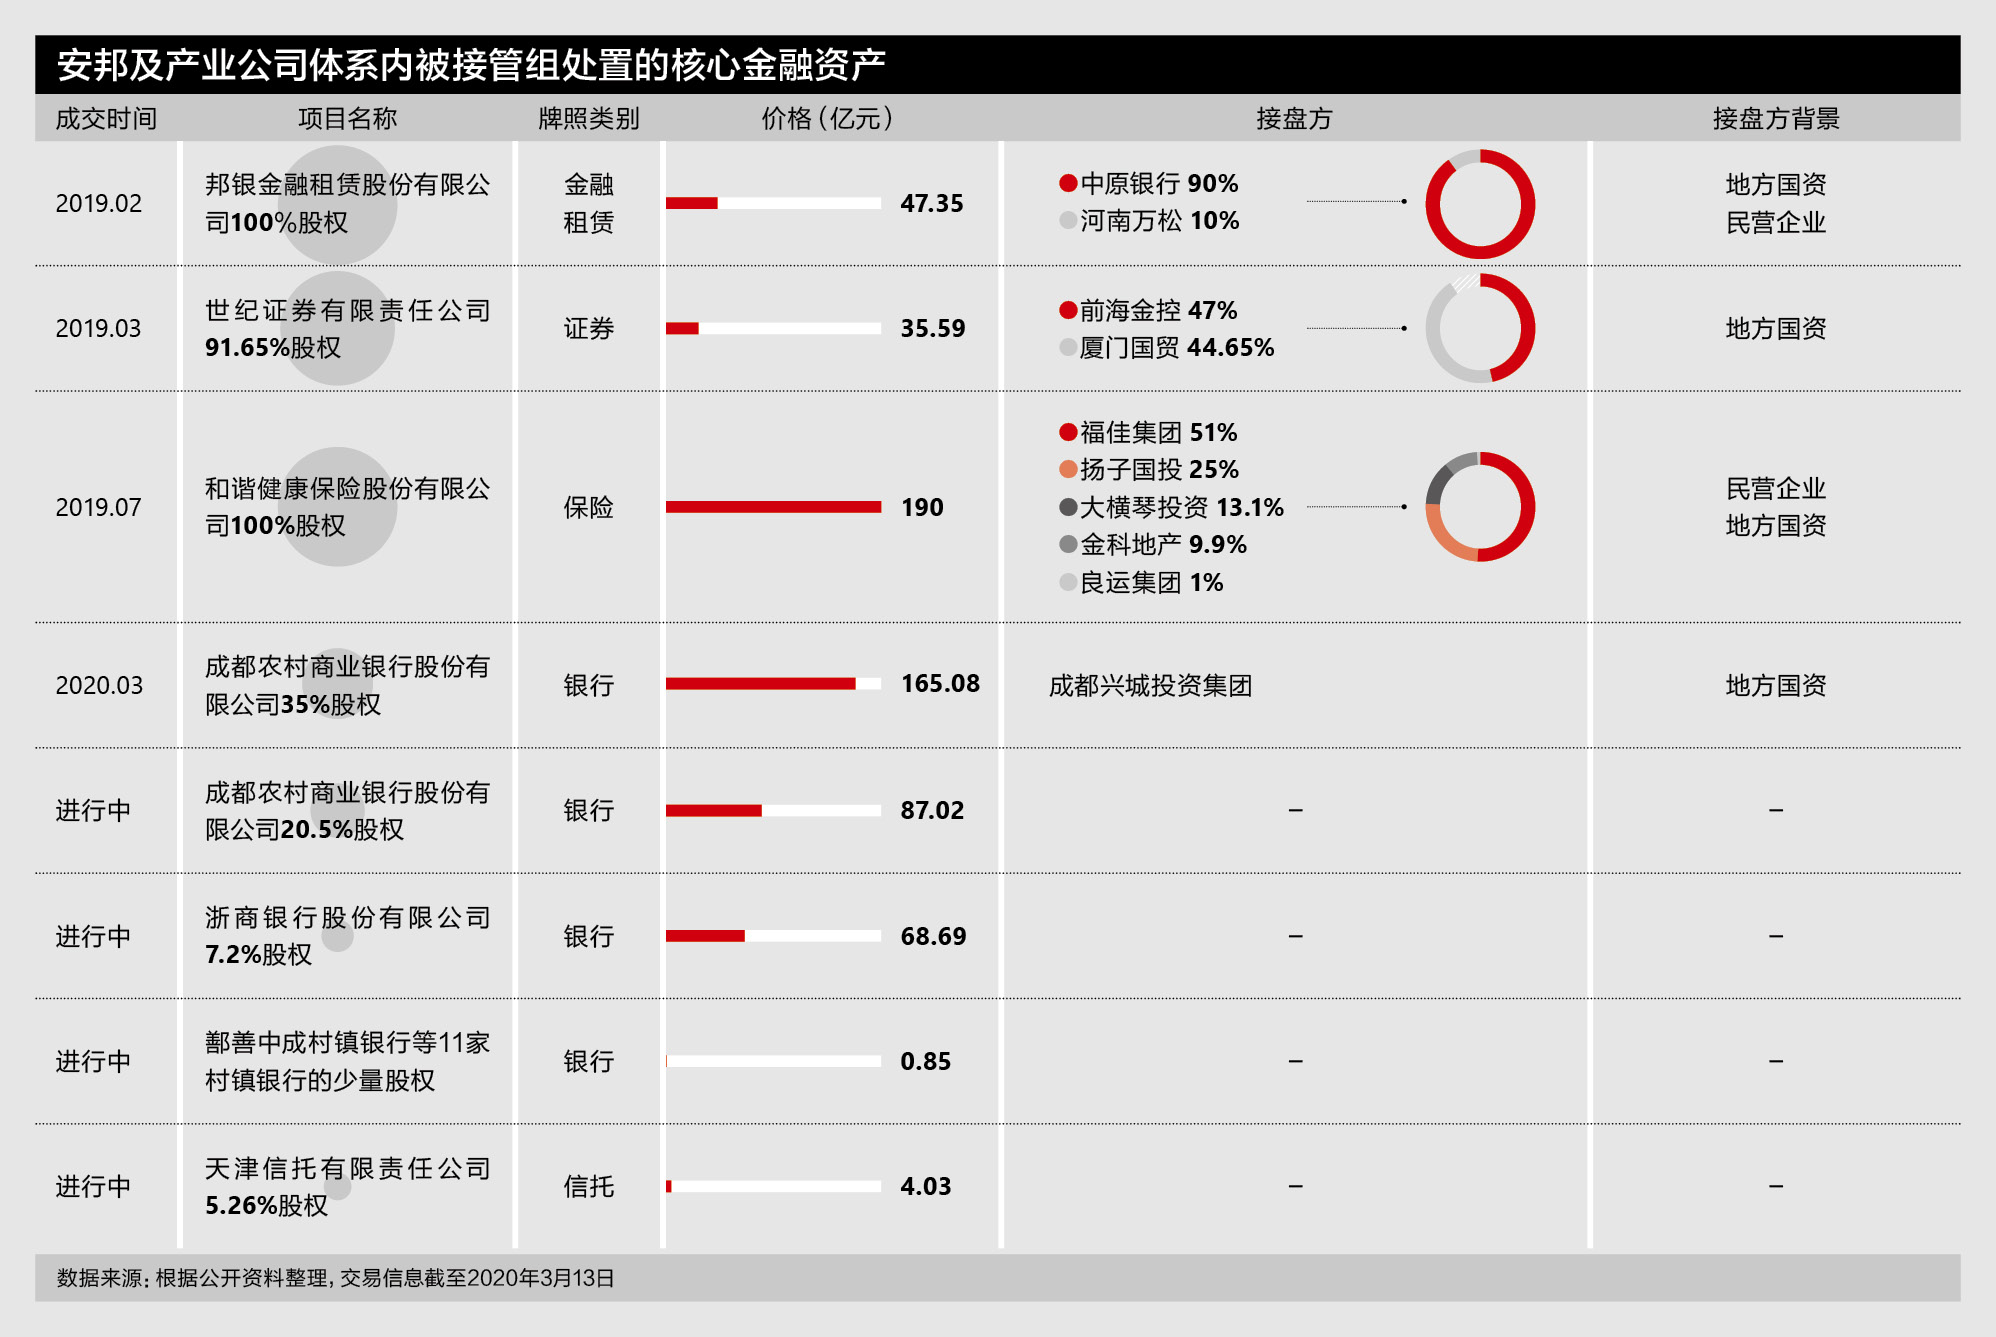 安邦及产业公司体系内被接管组处置的核心金融资产
成交时间 项目名称 牌照类别 价格（亿元） 接盘方 接盘方背景
2019.02
邦银金融租赁股份有限公
司100%股权
金融
租赁
47.35
中原银行 90%
河南万松 10%
地方国资
民营企业
2019.03
世纪证券有限责任公司
91.65%股权
证券
35.59
前海金控 47%
厦门国贸 44.65%
地方国资
2019.07
和谐健康保险股份有限公
司100%股权
保险
190
福佳集团 51%
扬子国投 25%
大横琴投资 13.1%
金科地产 9.9%
良运集团 1%
民营企业
地方国资
2020.03
成都农村商业银行股份有
限公司35%股权
银行
165.08
成都兴城投资集团
地方国资
进行中
成都农村商业银行股份有
限公司20.5%股权
银行
87.02
–
–
进行中
浙商银行股份有限公司
7.2%股权
银行
68.69
–
–
进行中
鄯善中成村镇银行等11家
村镇银行的少量股权
银行
0.85
–
–
进行中
天津信托有限责任公司
5.26%股权
信托
4.03
–
–
数据来源：根据公开资料整理，交易信息截至2020年3月13日